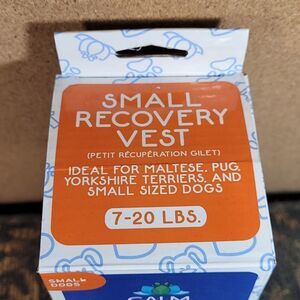 SMALL
RECOVERY
VEST
(PETIT RÉCUPÉRATION GILET)
IDEAL FOR MALTESE, PUG,
YORKSHIRE TERRIERS, AND
SMALL SIZED DOGS
7-20 LBS.
SMALL
DOGS
CALM